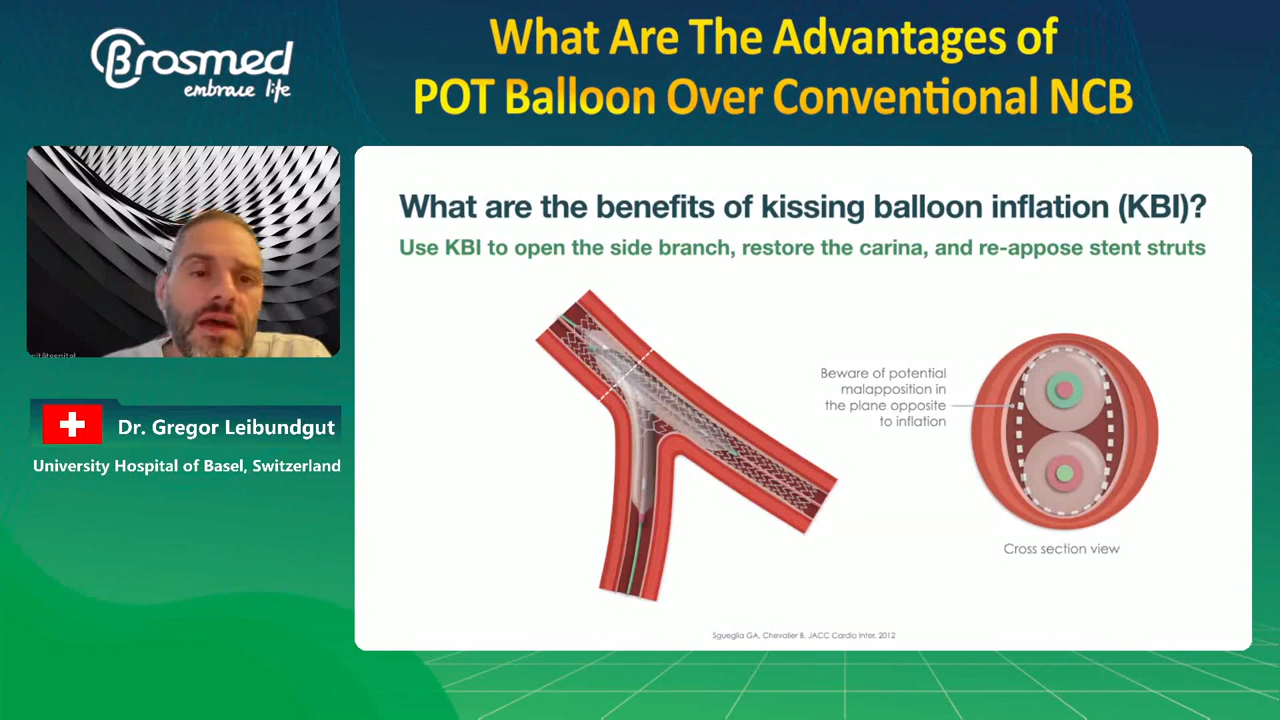 Brosmed
embrace life
What Are The Advantages of
POT Balloon Over Conventional NCB
What are the benefits of kissing balloon inflation (KBI)?
Use KBI to open the side branch, restore the carina, and re-appose stent struts
Beware of potential
malapposition in
the plane opposite
to inflation
Cross section view
Sgueglia GA, Chevalier B. JACC Cardio Inter. 2012
Dr. Gregor Leibundgut
University Hospital of Basel, Switzerland